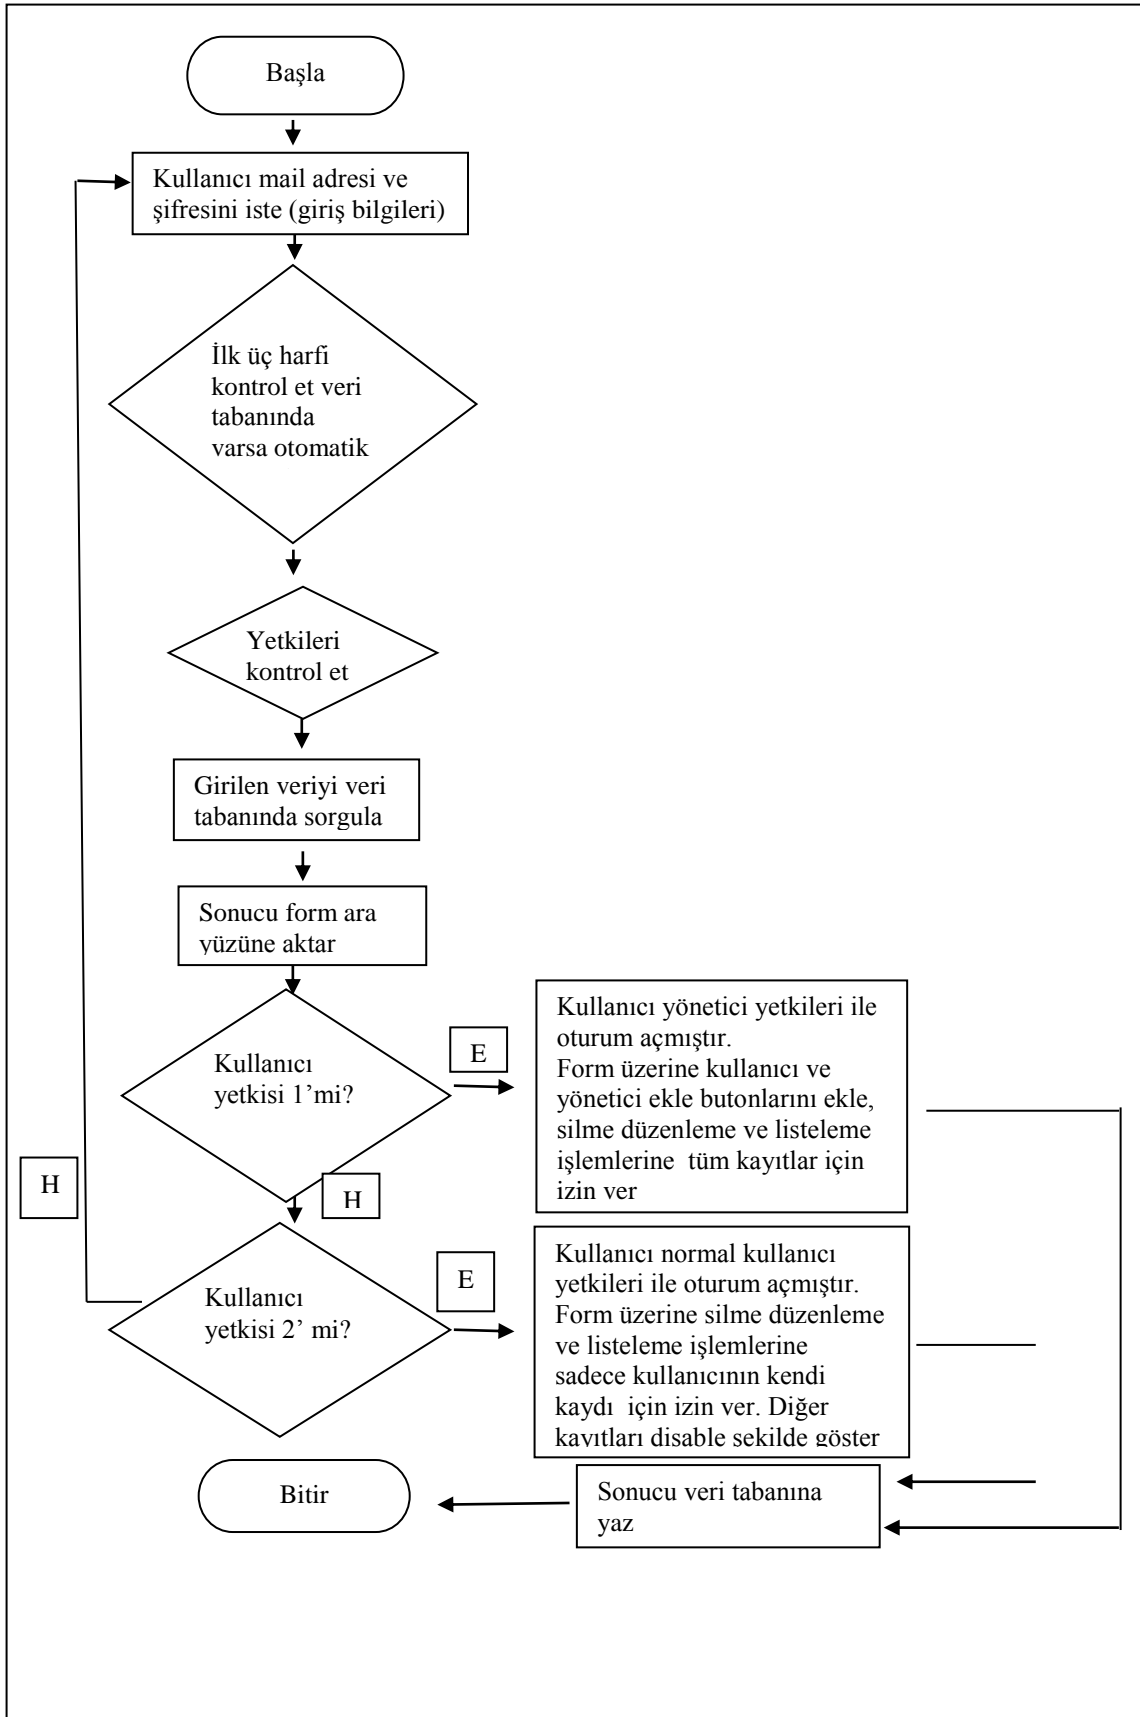 Başla
Kullanıcı mail adresi ve
şifresini iste (giriş bilgileri)
İlk üç harfi
kontrol et veri
tabanında
varsa otomatik
Yetkileri
kontrol et
Girilen veriyi veri
tabanında sorgula
Sonucu form ara
yüzüne aktar
Kullanıcı
yetkisi 1’mi?
E
Kullanıcı yönetici yetkileri ile
oturum açmıştır.
Form üzerine kullanıcı ve
yönetici ekle butonlarını ekle,
silme düzenleme ve listeleme
işlemlerine  tüm kayıtlar için
izin ver
H
H
Kullanıcı
yetkisi 2’ mi?
E
Kullanıcı normal kullanıcı
yetkileri ile oturum açmıştır.
Form üzerine silme düzenleme
ve listeleme işlemlerine
sadece kullanıcının kendi
kaydı  için izin ver. Diğer
kayıtları disable şekilde göster
Sonucu veri tabanına
yaz
Bitir